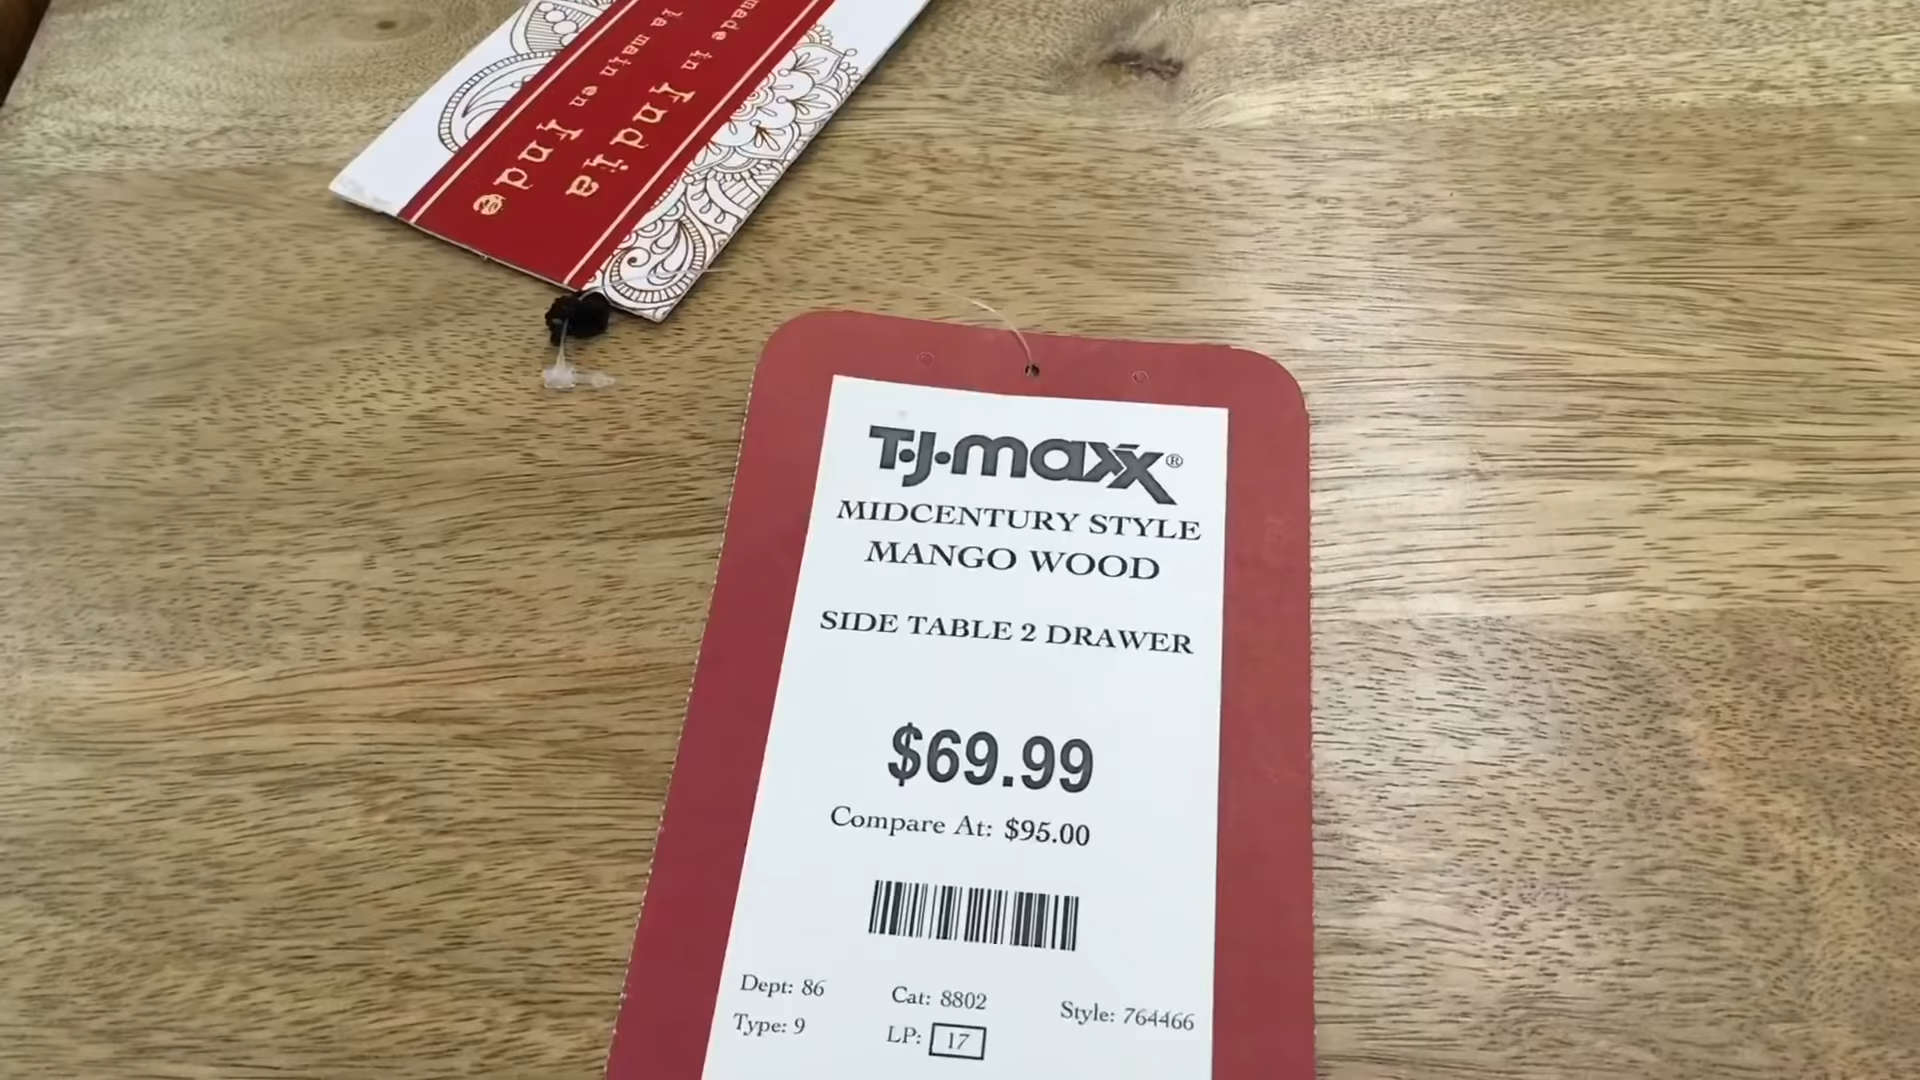 made in
India
la main en
Inde
T·J·maxx®
MIDCENTURY STYLE
MANGO WOOD
SIDE TABLE 2 DRAWER
$69.99
Compare At: $95.00
Dept: 86 Cat: 8802 Style: 764466
Type: 9 LP: 17